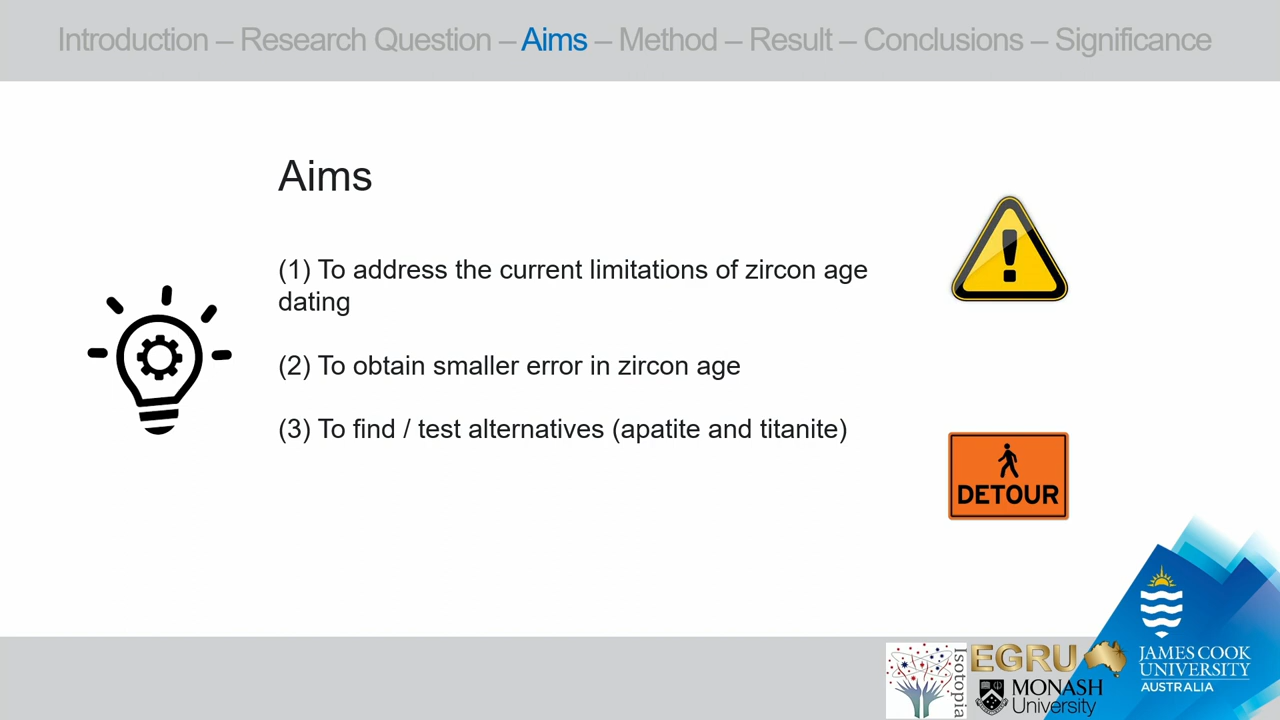 Introduction – Research Question – Aims – Method – Result – Conclusions – Significance
Aims
(1) To address the current limitations of zircon age
dating
(2) To obtain smaller error in zircon age
(3) To find / test alternatives (apatite and titanite)
!
DETOUR
Isotopia
EGRU
MONASH
University
JAMES COOK
UNIVERSITY
AUSTRALIA